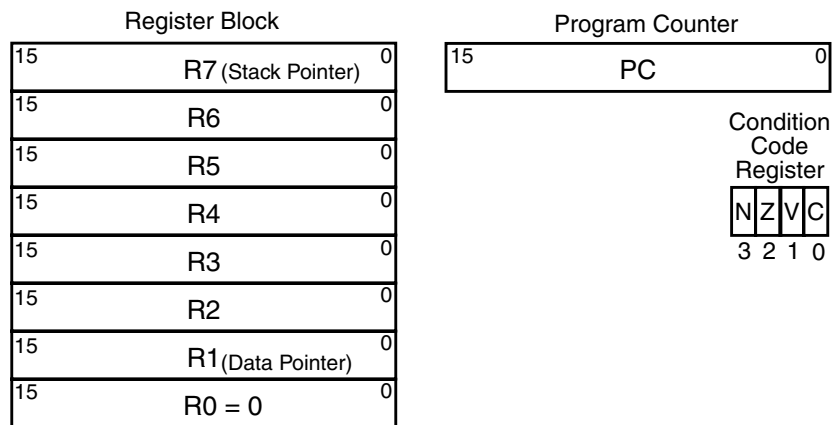 Register Block
15 R7 (Stack Pointer) 0
15 R6 0
15 R5 0
15 R4 0
15 R3 0
15 R2 0
15 R1 (Data Pointer) 0
15 R0 = 0 0
Program Counter
15 PC 0
Condition
Code
Register
N Z V C
3 2 1 0